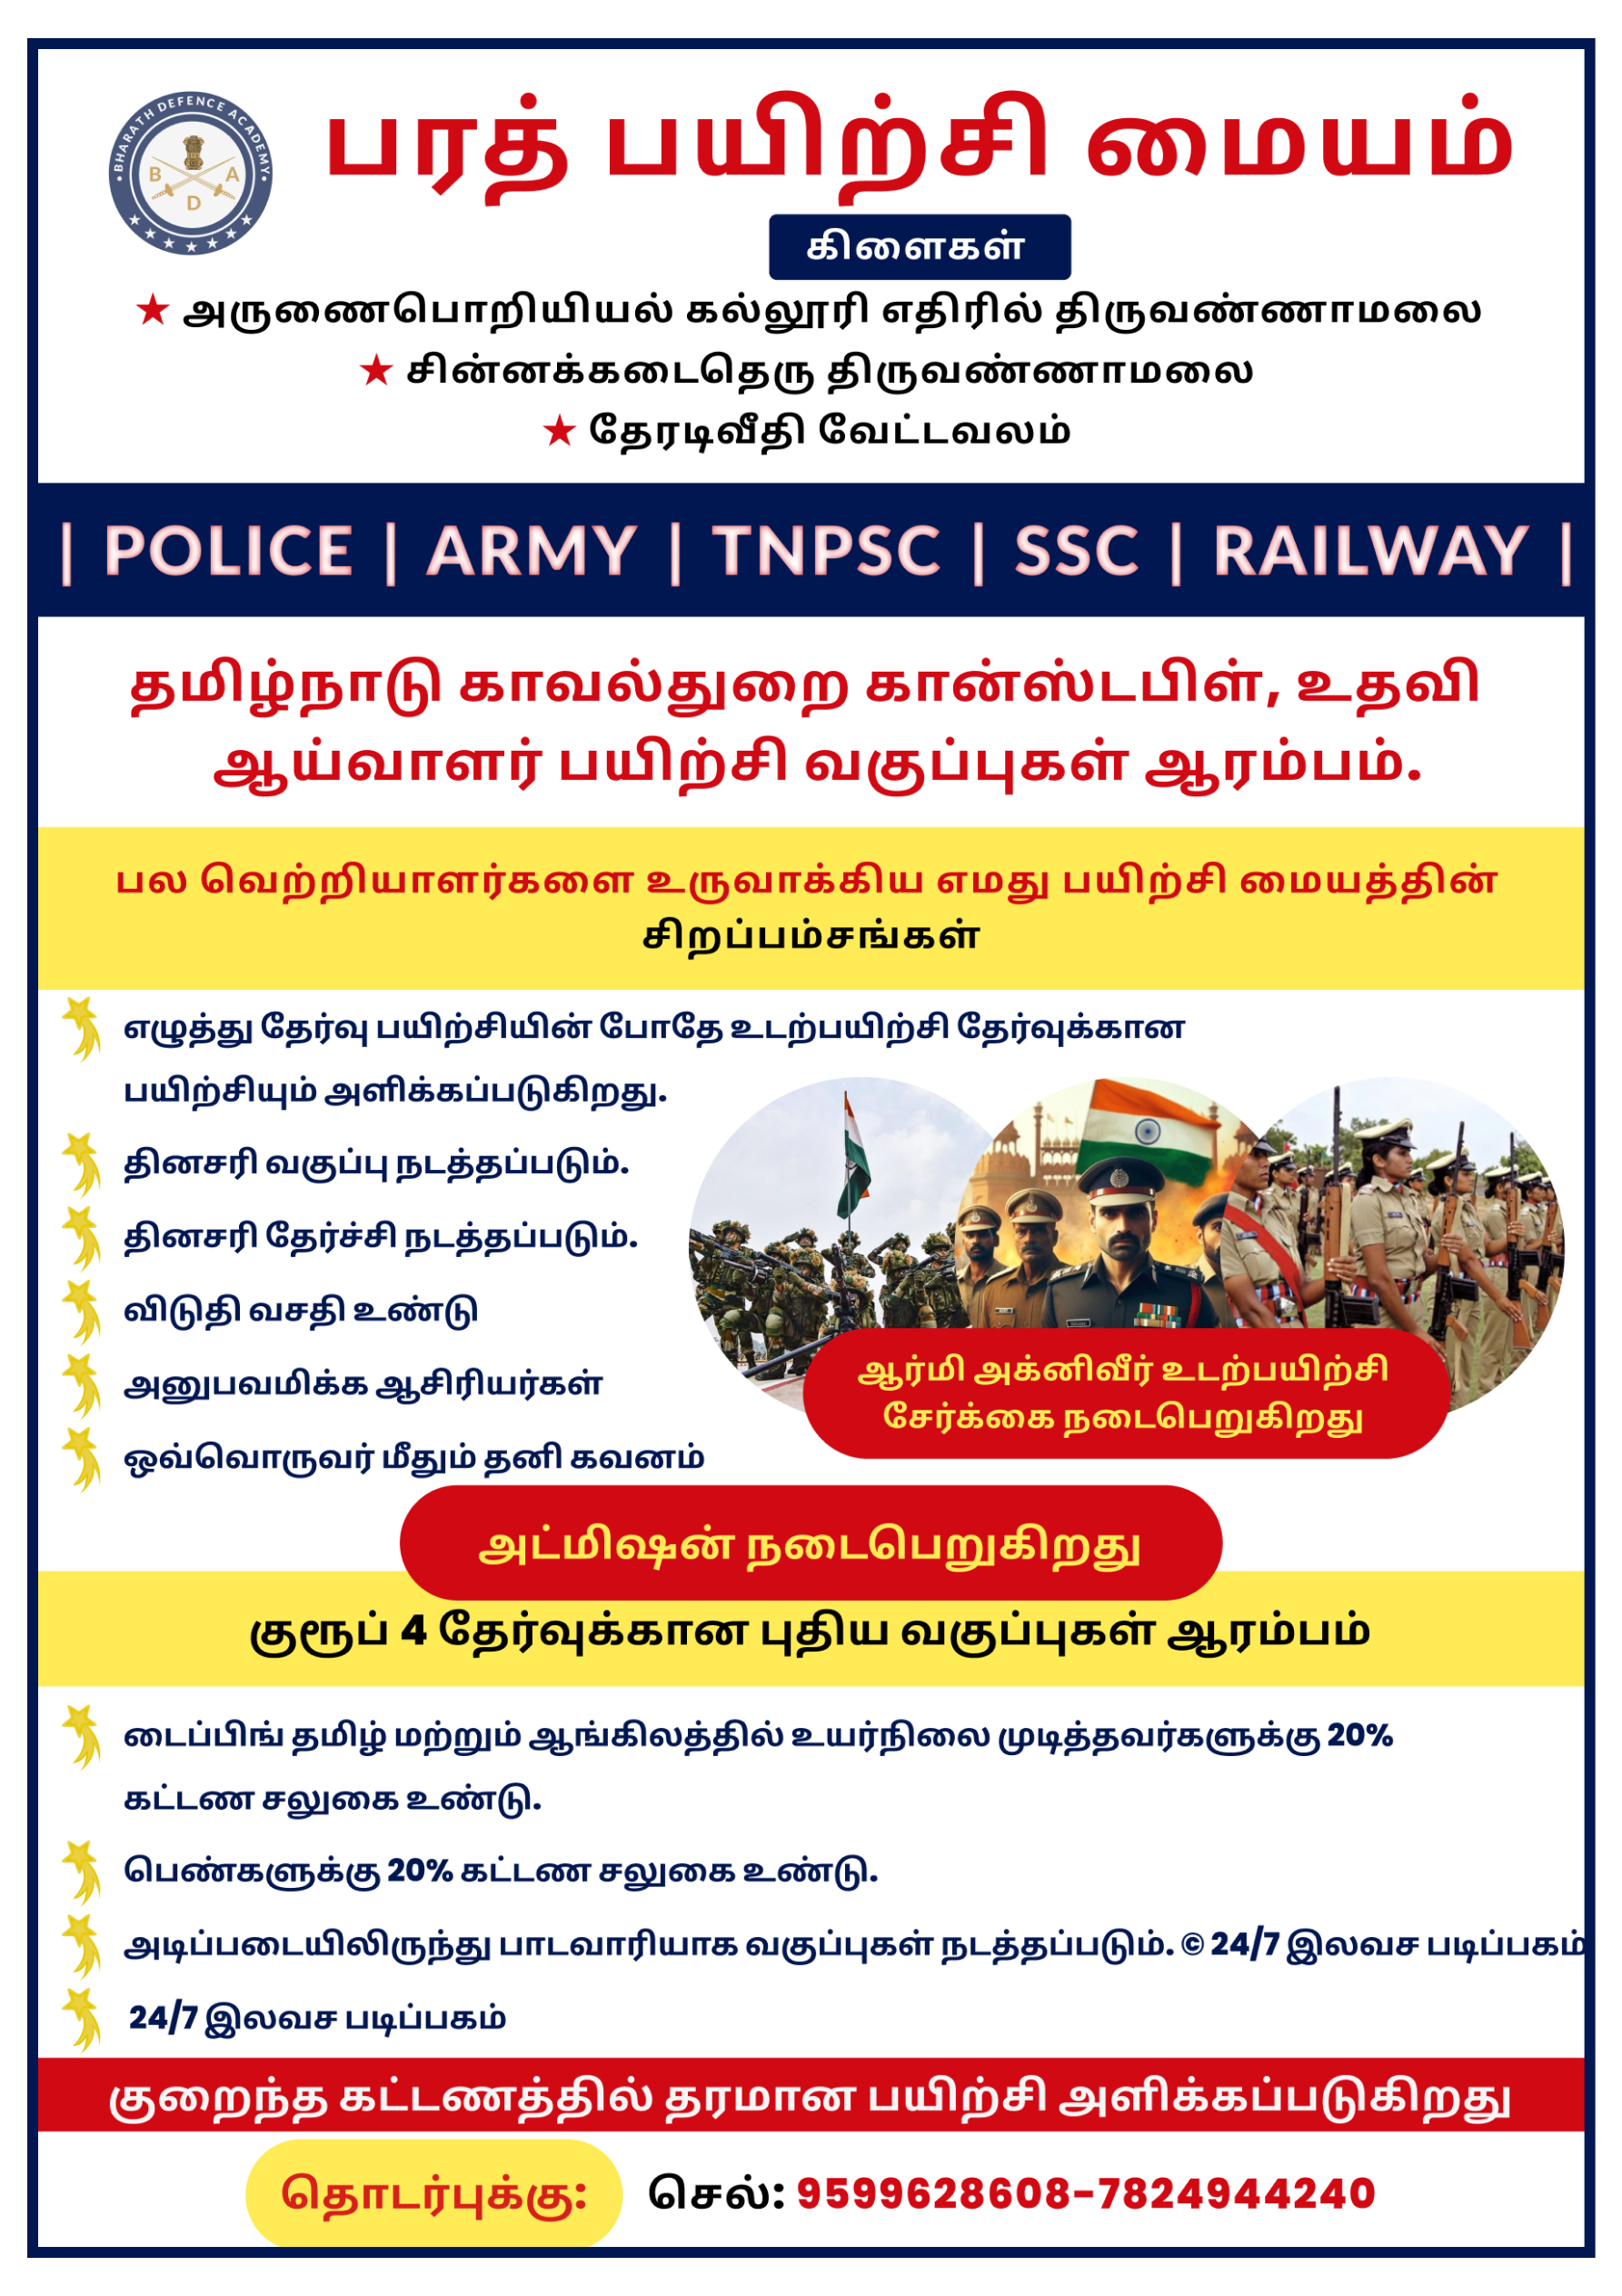 •BHARATH DEFENCE ACADEMY•
B A
D
பரத் பயிற்சி மையம்
கிளைகள்
★ அருணைபொறியியல் கல்லூரி எதிரில் திருவண்ணாமலை
★ சின்னக்கடைதெரு திருவண்ணாமலை
★ தேரடிவீதி வேட்டவலம்
| POLICE | ARMY | TNPSC | SSC | RAILWAY |
தமிழ்நாடு காவல்துறை கான்ஸ்டபிள், உதவி
ஆய்வாளர் பயிற்சி வகுப்புகள் ஆரம்பம்.
பல வெற்றியாளர்களை உருவாக்கிய எமது பயிற்சி மையத்தின்
சிறப்பம்சங்கள்
எழுத்து தேர்வு பயிற்சியின் போதே உடற்பயிற்சி தேர்வுக்கான
பயிற்சியும் அளிக்கப்படுகிறது.
தினசரி வகுப்பு நடத்தப்படும்.
தினசரி தேர்ச்சி நடத்தப்படும்.
விடுதி வசதி உண்டு
அனுபவமிக்க ஆசிரியர்கள்
ஒவ்வொருவர் மீதும் தனி கவனம்
ஆர்மி அக்னிவீர் உடற்பயிற்சி
சேர்க்கை நடைபெறுகிறது
அட்மிஷன் நடைபெறுகிறது
குரூப் 4 தேர்வுக்கான புதிய வகுப்புகள் ஆரம்பம்
டைப்பிங் தமிழ் மற்றும் ஆங்கிலத்தில் உயர்நிலை முடித்தவர்களுக்கு 20%
கட்டண சலுகை உண்டு.
பெண்களுக்கு 20% கட்டண சலுகை உண்டு.
அடிப்படையிலிருந்து பாடவாரியாக வகுப்புகள் நடத்தப்படும். © 24/7 இலவச படிப்பகம்
24/7 இலவச படிப்பகம்
குறைந்த கட்டணத்தில் தரமான பயிற்சி அளிக்கப்படுகிறது
தொடர்புக்கு: செல்: 9599628608-7824944240